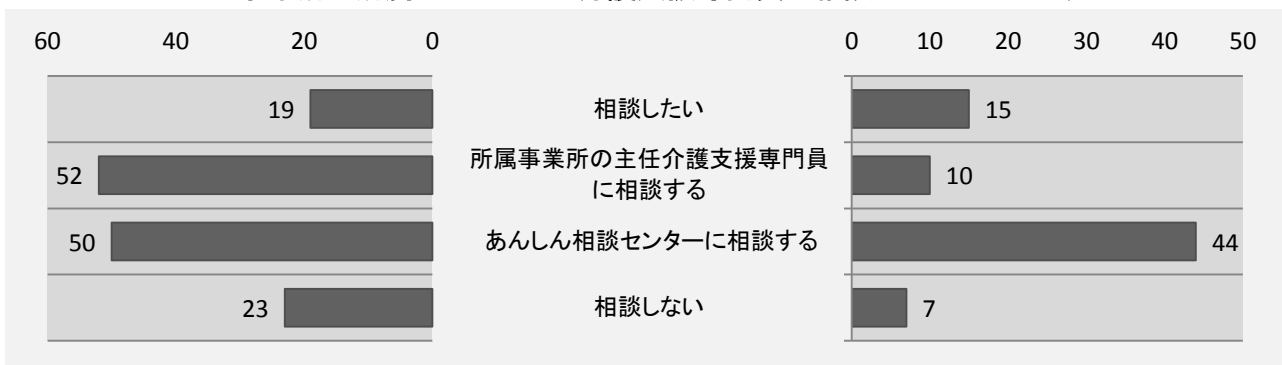 60 40 20 0 0 10 20 30 40 50
19 相談したい 15
所属事業所の主任介護支援専門員
に相談する
52 10
50 あんしん相談センターに相談する 44
23 相談しない 7